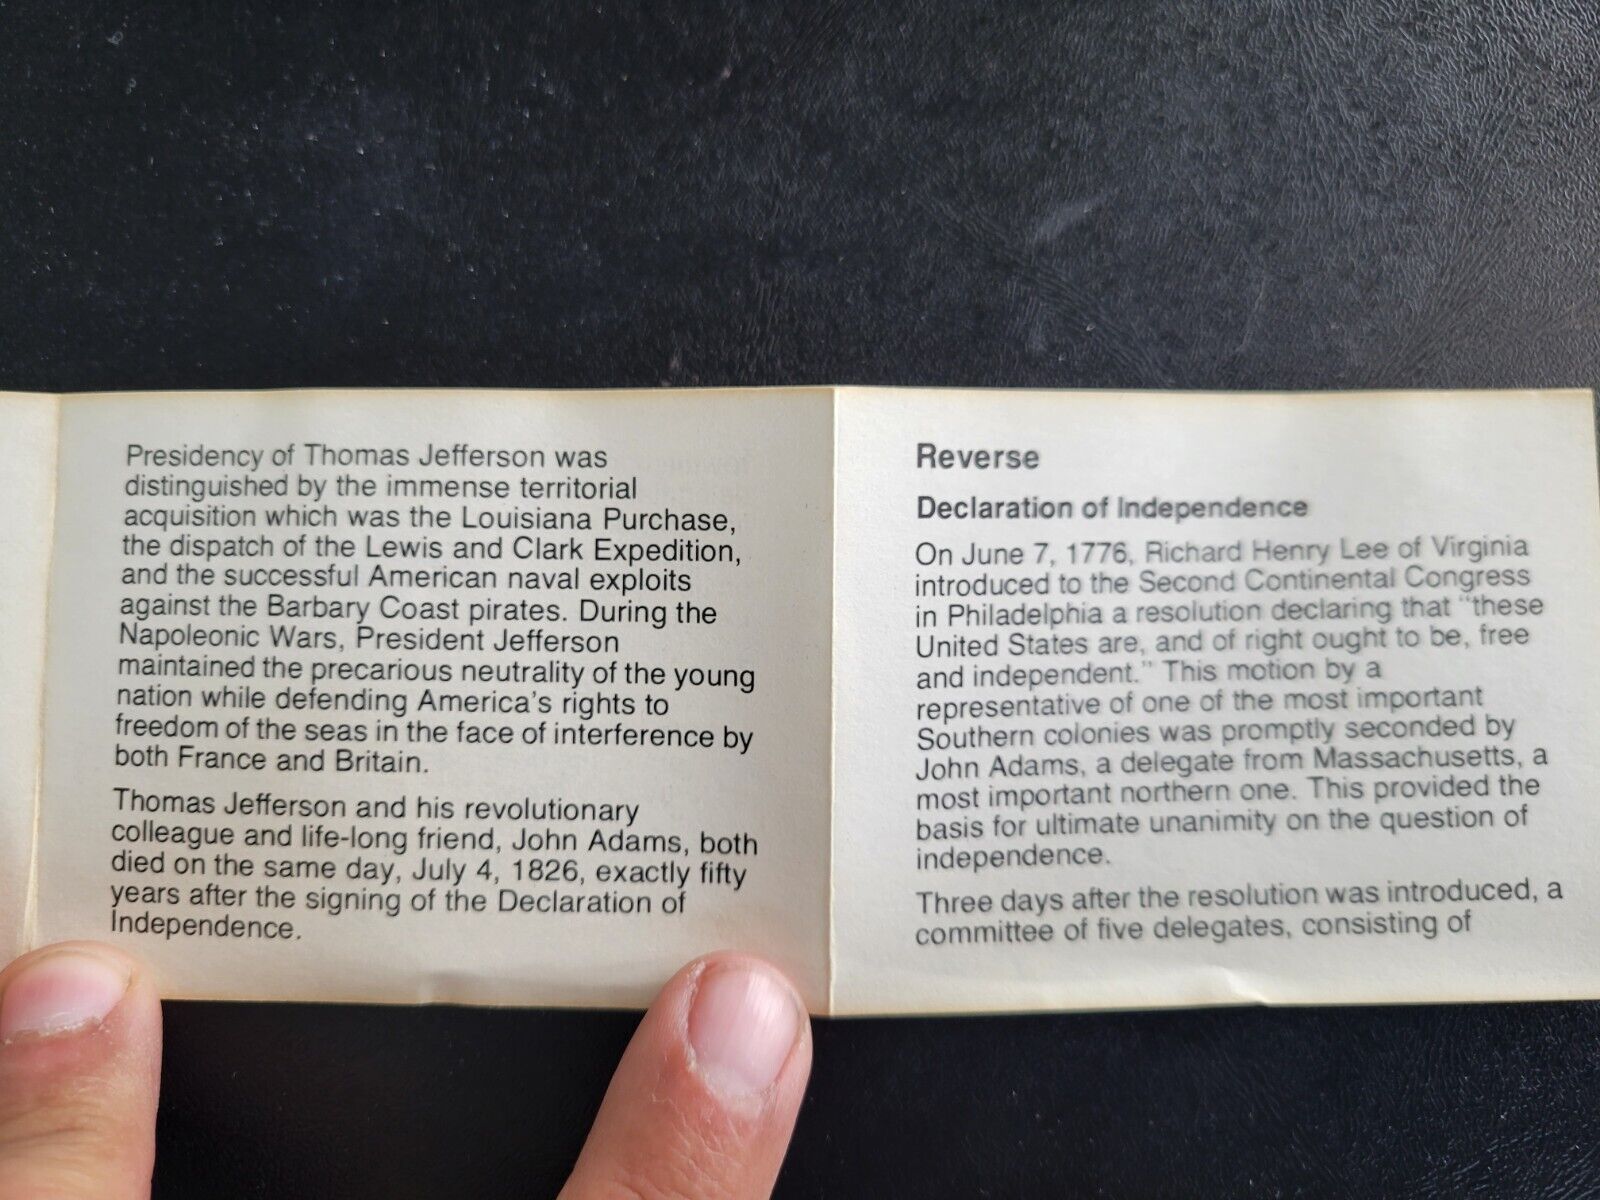 Presidency of Thomas Jefferson was
distinguished by the immense territorial
acquisition which was the Louisiana Purchase,
the dispatch of the Lewis and Clark Expedition,
and the successful American naval exploits
against the Barbary Coast pirates. During the
Napoleonic Wars, President Jefferson
maintained the precarious neutrality of the young
nation while defending America's rights to
freedom of the seas in the face of interference by
both France and Britain.
Thomas Jefferson and his revolutionary
colleague and life-long friend, John Adams, both
died on the same day, July 4, 1826, exactly fifty
years after the signing of the Declaration of
Independence.
Reverse
Declaration of Independence
On June 7, 1776, Richard Henry Lee of Virginia
introduced to the Second Continental Congress
in Philadelphia a resolution declaring that "these
United States are, and of right ought to be, free
and independent." This motion by a
representative of one of the most important
Southern colonies was promptly seconded by
John Adams, a delegate from Massachusetts, a
most important northern one. This provided the
basis for ultimate unanimity on the question of
independence.
Three days after the resolution was introduced, a
committee of five delegates, consisting of